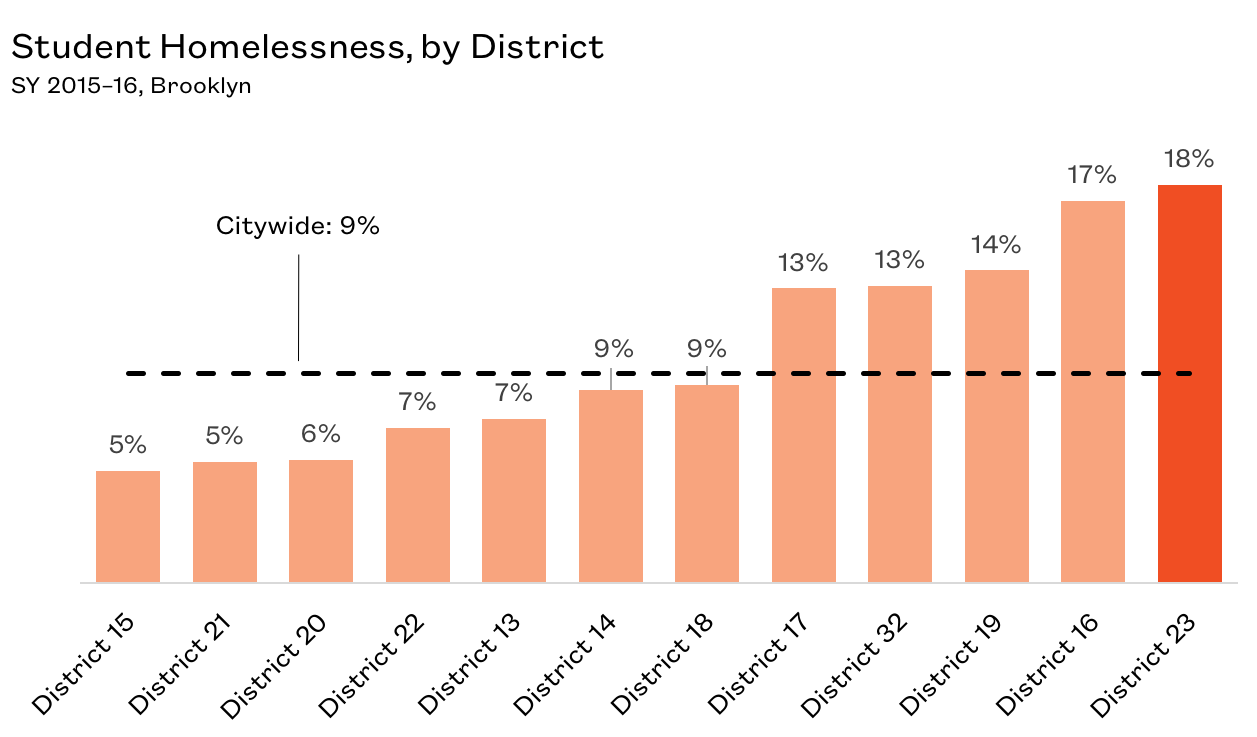 Student Homelessness, by District
SY 2015–16, Brooklyn
Citywide: 9%
5%
5%
6%
7%
7%
9%
9%
13%
13%
14%
17%
18%
District 15
District 21
District 20
District 22
District 13
District 14
District 18
District 17
District 32
District 19
District 16
District 23